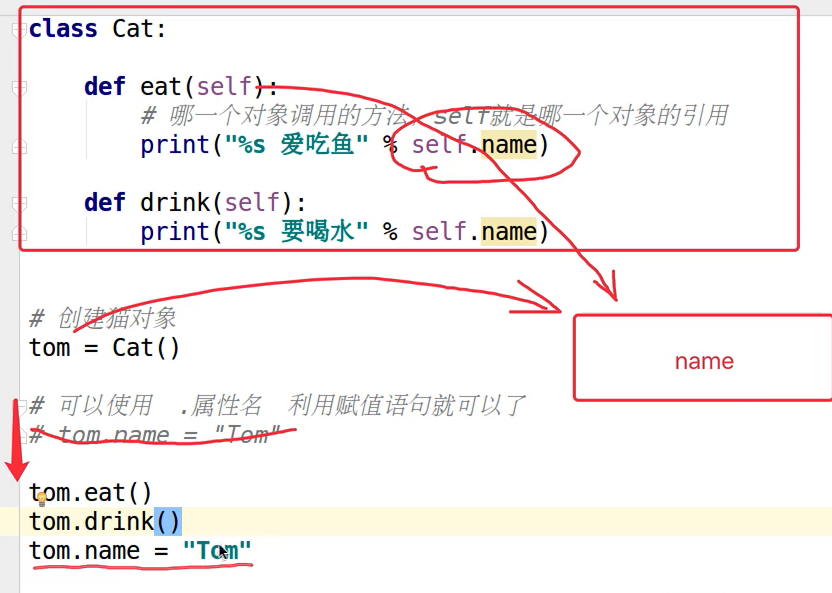 class Cat:
def eat(self):
# 哪一个对象调用的方法，self就是哪一个对象的引用
print("%s 爱吃鱼" % self.name)
def drink(self):
print("%s 要喝水" % self.name)
# 创建猫对象
tom = Cat()
name
# 可以使用 .属性名 利用赋值语句就可以了
# tom.name = "Tom"
tom.eat()
tom.drink()
tom.name = "Tom"